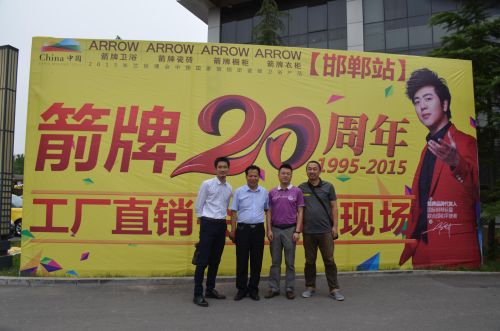 China 中国
ARROW ARROW ARROW ARROW
箭牌卫浴 箭牌瓷砖 箭牌橱柜 箭牌衣柜
【邯郸站】
箭牌 20 周年
1995-2015
工厂直销 现场